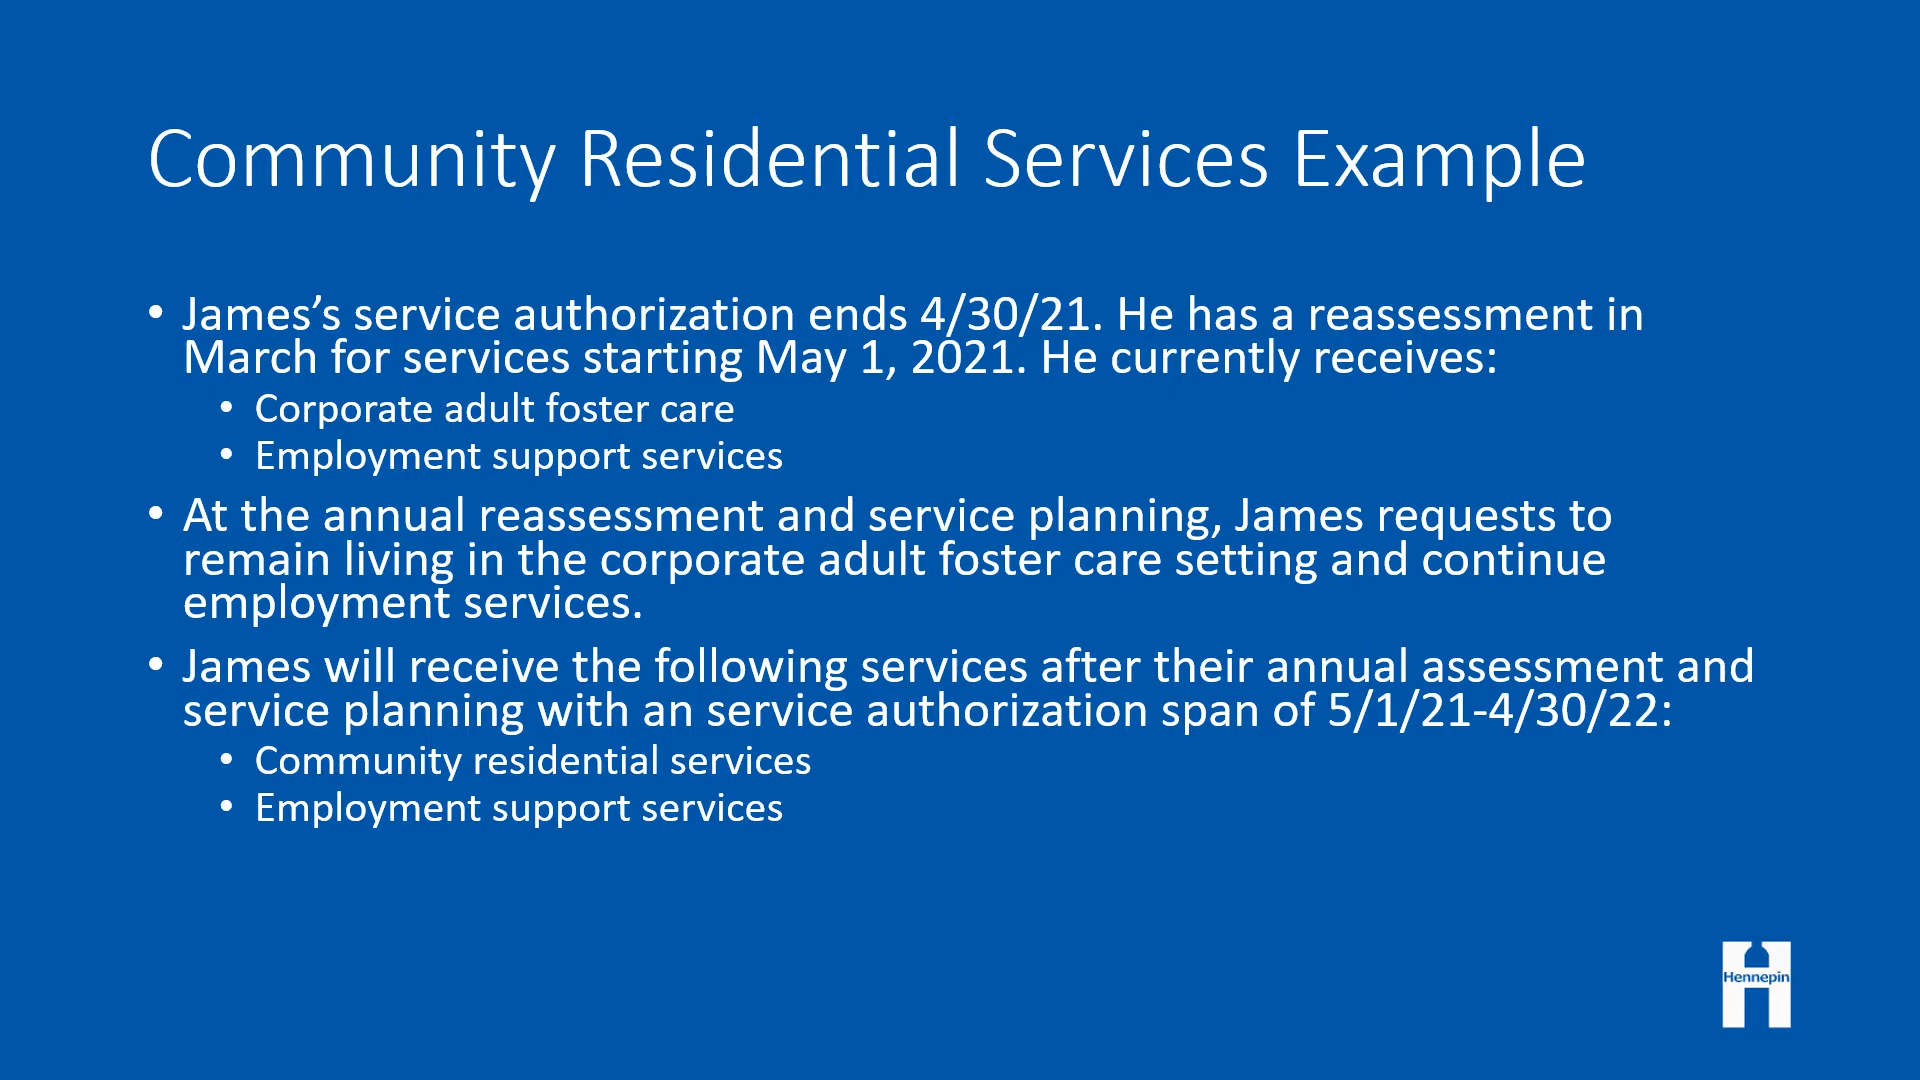 Community Residential Services Example
• James’s service authorization ends 4/30/21. He has a reassessment in
March for services starting May 1, 2021. He currently receives:
• Corporate adult foster care
• Employment support services
• At the annual reassessment and service planning, James requests to
remain living in the corporate adult foster care setting and continue
employment services.
• James will receive the following services after their annual assessment and
service planning with an service authorization span of 5/1/21-4/30/22:
• Community residential services
• Employment support services
Hennepin